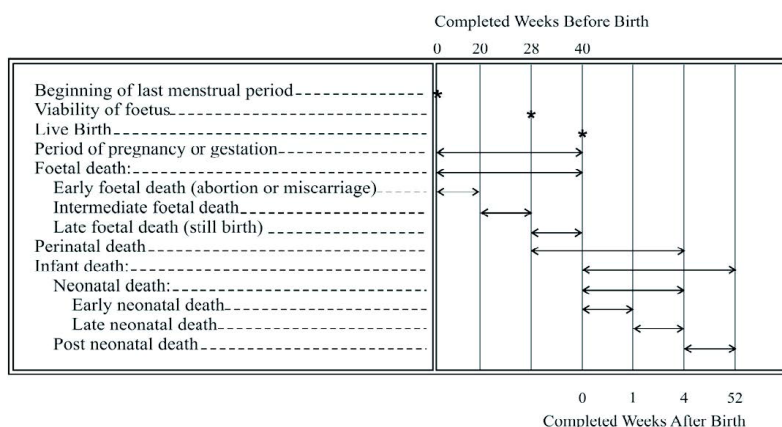 Completed Weeks Before Birth
0 20 28 40
Beginning of last menstrual period
Viability of foetus
Live Birth
Period of pregnancy or gestation
Foetal death:
Early foetal death (abortion or miscarriage)
Intermediate foetal death
Late foetal death (still birth)
Perinatal death
Infant death:
Neonatal death:
Early neonatal death
Late neonatal death
Post neonatal death
0 1 4 52
Completed Weeks After Birth